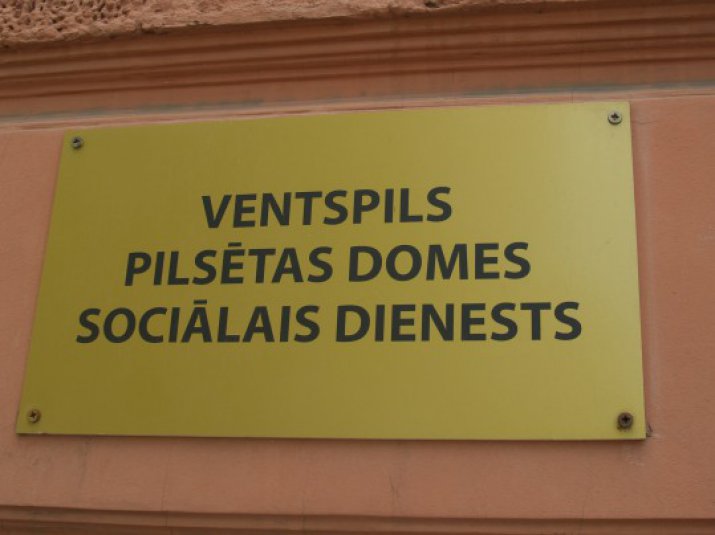 VENTSPILS
PILSĒTAS DOMES
SOCIĀLAIS DIENESTS